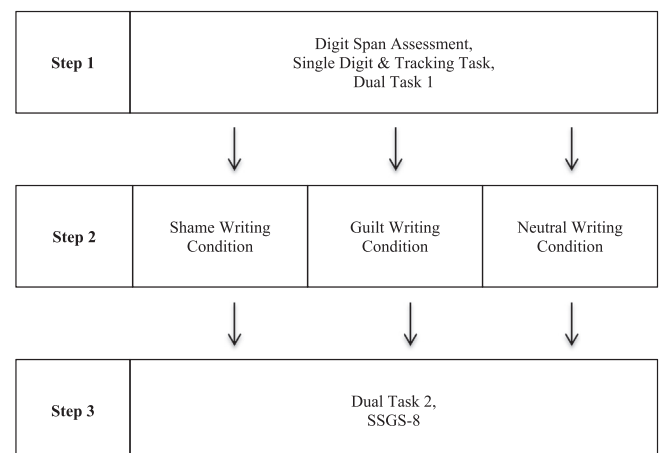 Step 1
Digit Span Assessment,
Single Digit & Tracking Task,
Dual Task 1
Step 2
Shame Writing
Condition
Guilt Writing
Condition
Neutral Writing
Condition
Step 3
Dual Task 2,
SSGS-8